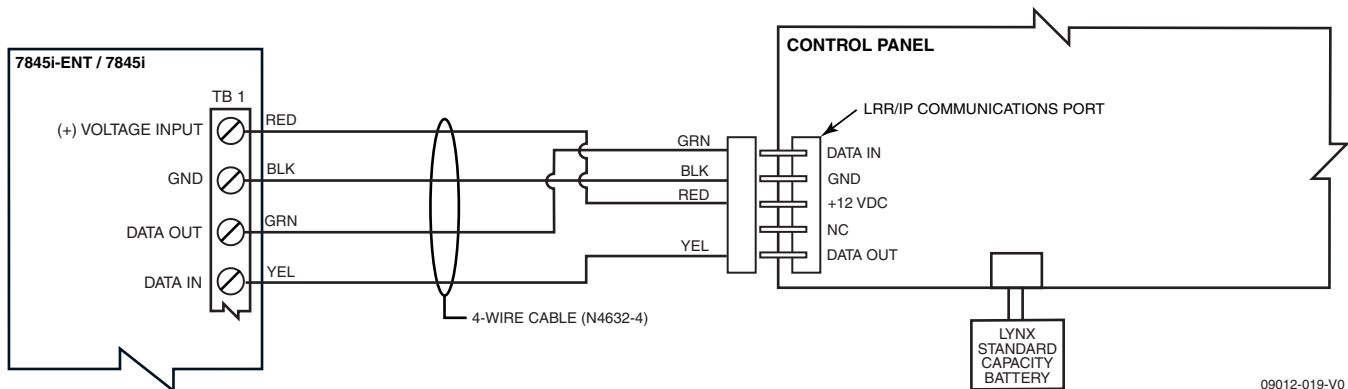 7845i-ENT / 7845i
TB 1
(+) VOLTAGE INPUT
RED
GND
BLK
DATA OUT
GRN
DATA IN
YEL
4-WIRE CABLE (N4632-4)
CONTROL PANEL
LRR/IP COMMUNICATIONS PORT
GRN
DATA IN
BLK
GND
RED
+12 VDC
NC
YEL
DATA OUT
LYNX
STANDARD
CAPACITY
BATTERY
09012-019-V0